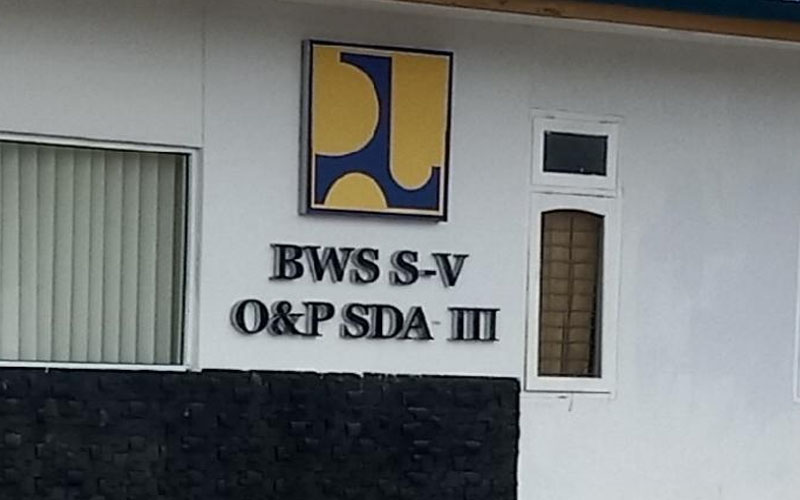 BWS S-V
O&P SDA- III